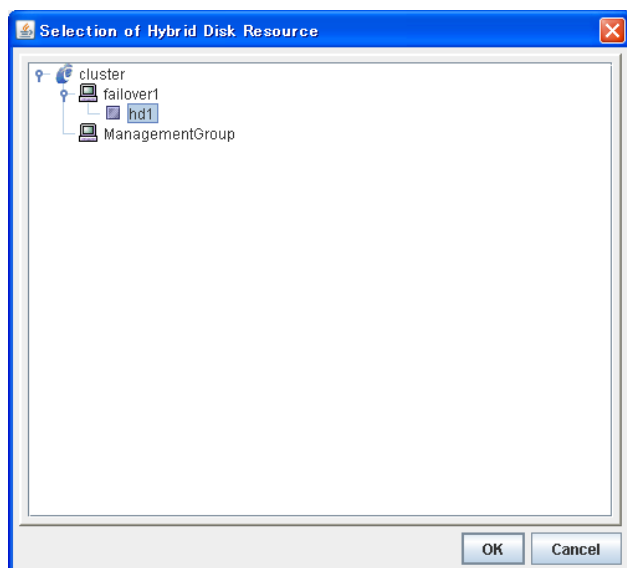 Selection of Hybrid Disk Resource
cluster
failover1
hd1
ManagementGroup
OK Cancel